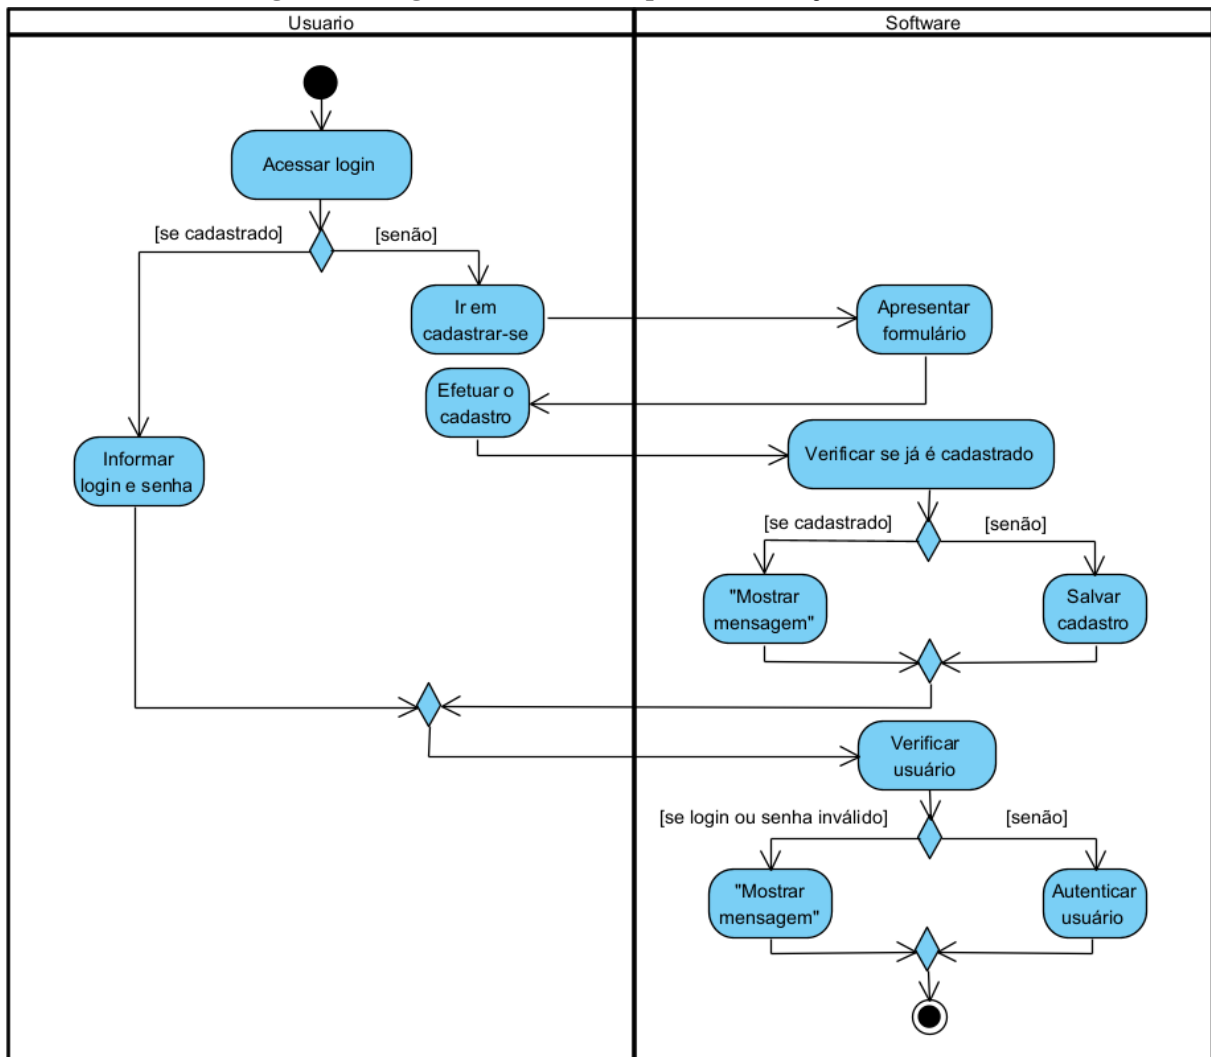 Usuario
Software
Acessar login
[se cadastrado]
[senão]
Ir em
cadastrar-se
Apresentar
formulário
Efetuar o
cadastro
Informar
login e senha
Verificar se já é cadastrado
[se cadastrado]
[senão]
"Mostrar
mensagem"
Salvar
cadastro
Verificar
usuário
[se login ou senha inválido]
[senão]
"Mostrar
mensagem"
Autenticar
usuário